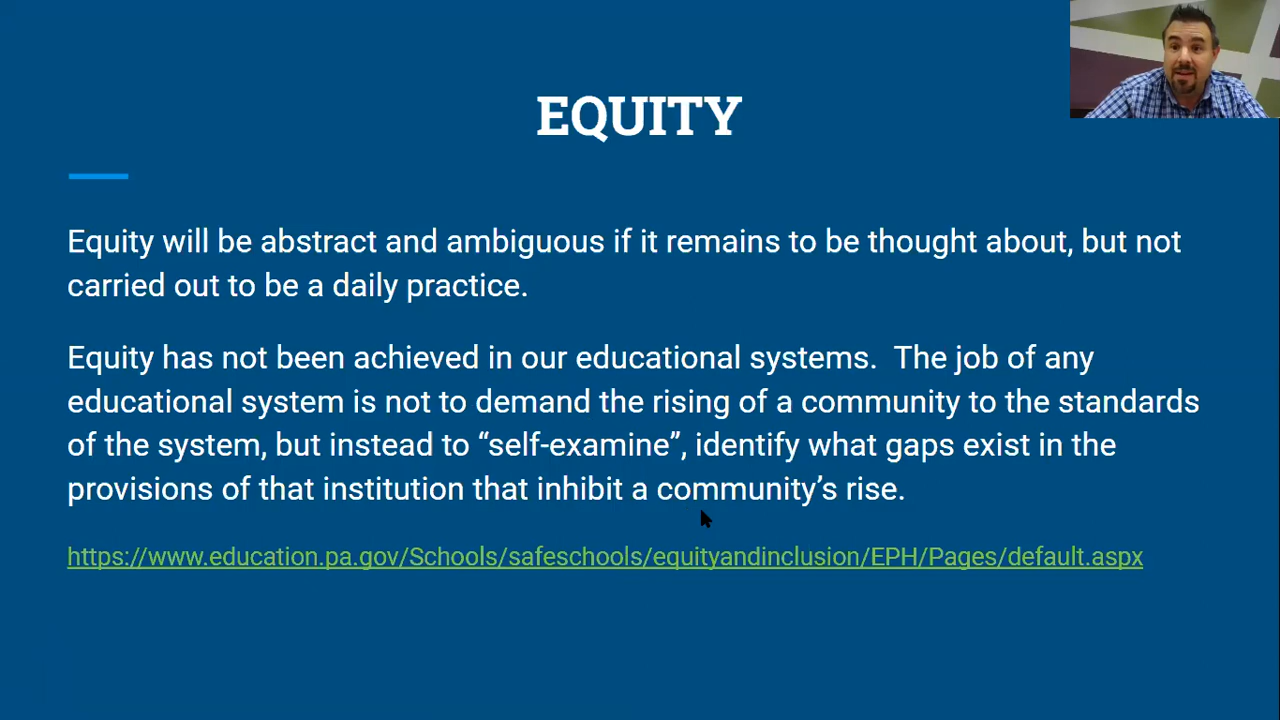 EQUITY
Equity will be abstract and ambiguous if it remains to be thought about, but not
carried out to be a daily practice.
Equity has not been achieved in our educational systems.  The job of any
educational system is not to demand the rising of a community to the standards
of the system, but instead to “self-examine”, identify what gaps exist in the
provisions of that institution that inhibit a community’s rise.
https://www.education.pa.gov/Schools/safeschools/equityandinclusion/EPH/Pages/default.aspx